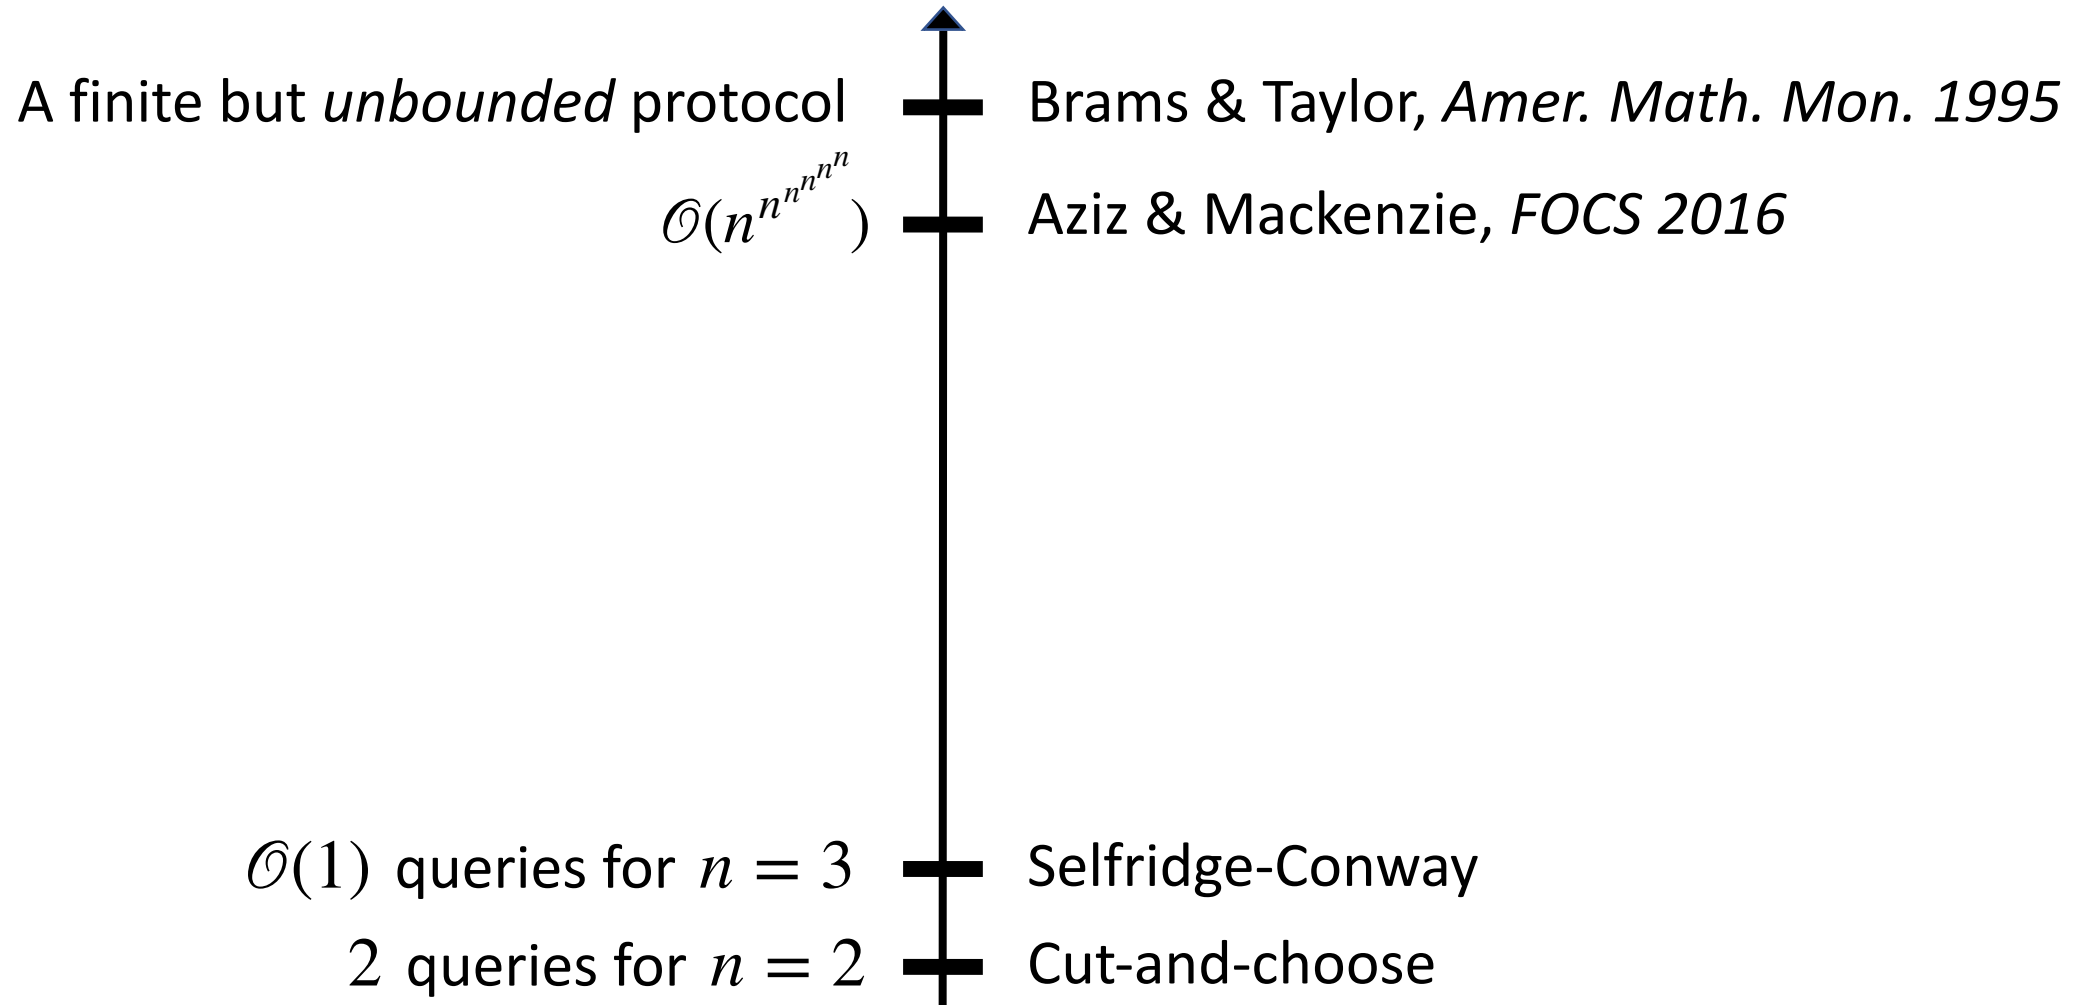 A finite but unbounded protocol Brams & Taylor, Amer. Math. Mon. 1995
𝒪(n^{n^{n^{n^{n^{n}}}}}) Aziz & Mackenzie, FOCS 2016
𝒪(1) queries for n = 3 Selfridge-Conway
2 queries for n = 2 Cut-and-choose